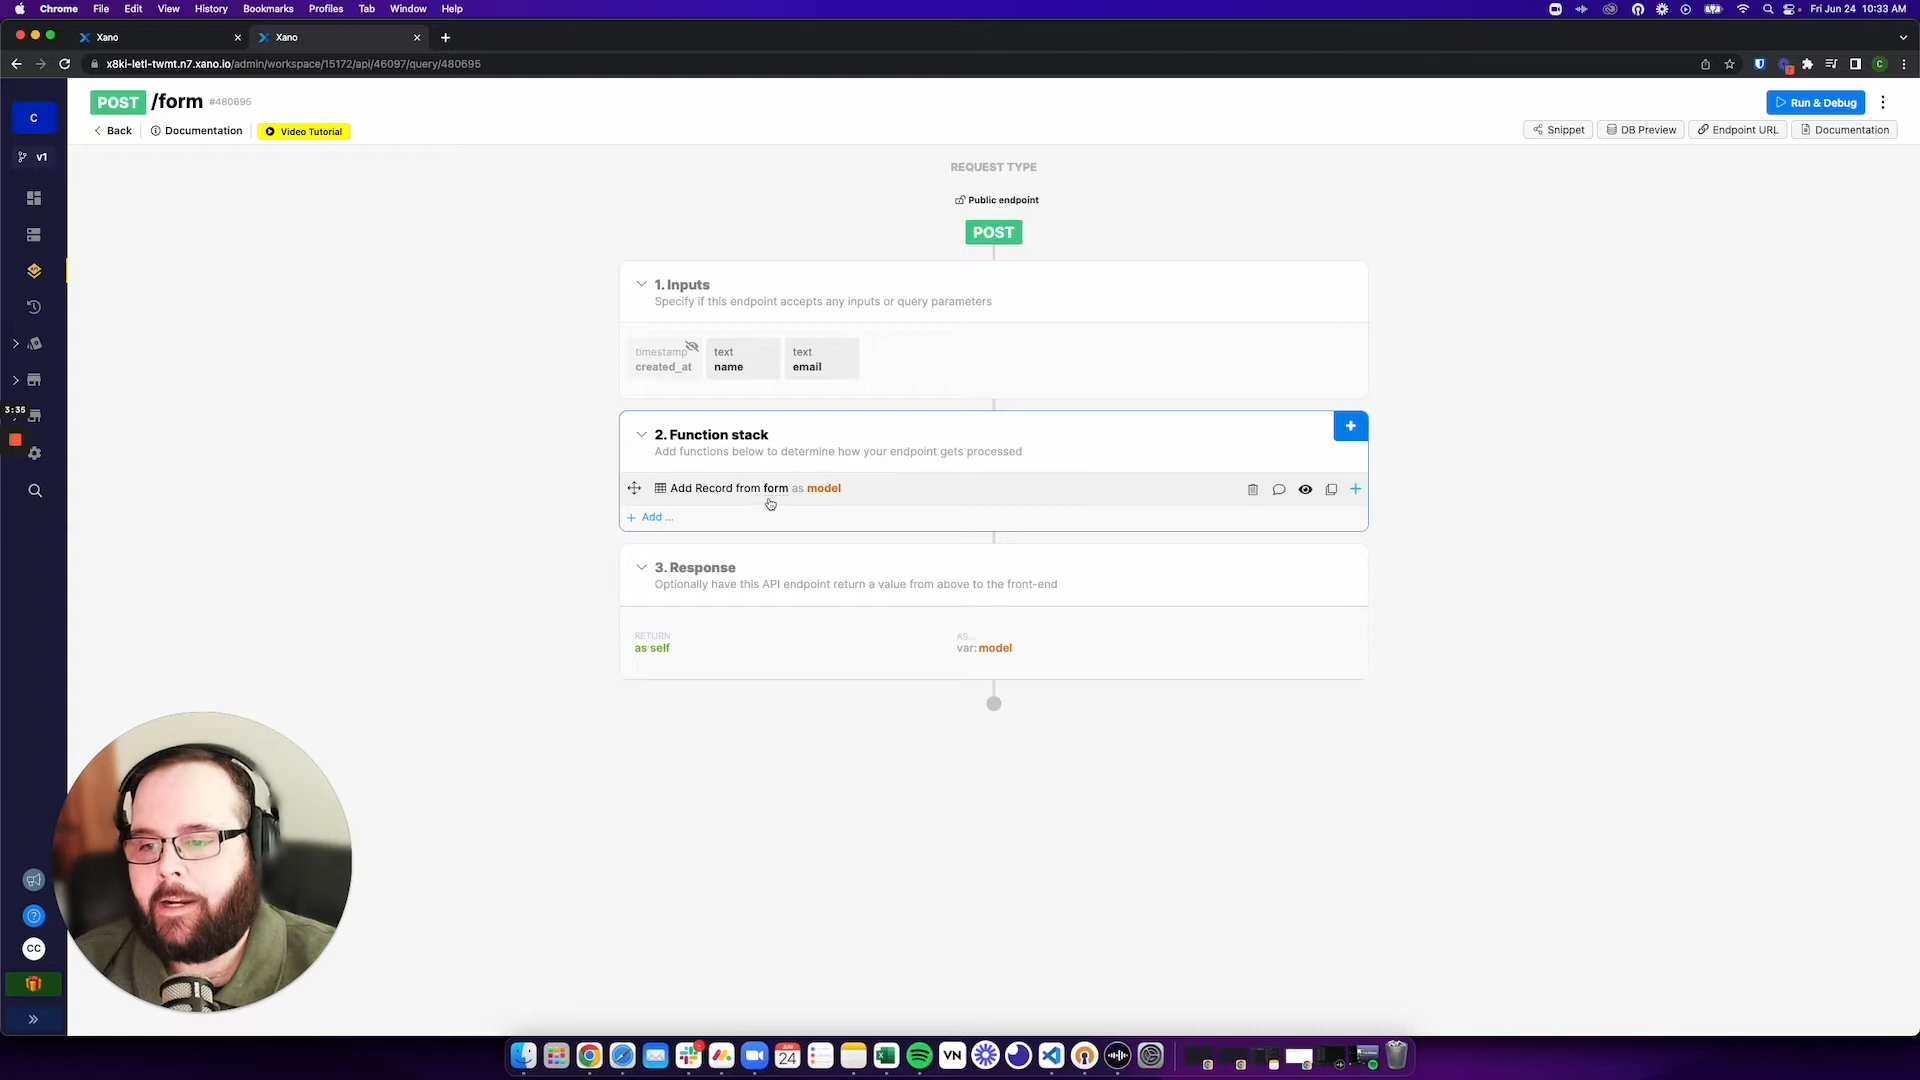 Chrome File Edit View History Bookmarks Profiles Tab Window Help
Fri Jun 24 10:33 AM
Xano
Xano
x8ki-letl-twmt.n7.xano.io/admin/workspace/15172/api/46097/query/480695
C
C
v1
POST /form #480695
Run & Debug
Back
Documentation
Video Tutorial
Snippet
DB Preview
Endpoint URL
Documentation
REQUEST TYPE
Public endpoint
POST
1. Inputs
Specify if this endpoint accepts any inputs or query parameters
timestamp
created_at
text
name
text
email
3:35
2. Function stack
Add functions below to determine how your endpoint gets processed
Add Record from form as model
Add ...
3. Response
Optionally have this API endpoint return a value from above to the front-end
RETURN
as self
AS...
var: model
CC
JUN
24
VN